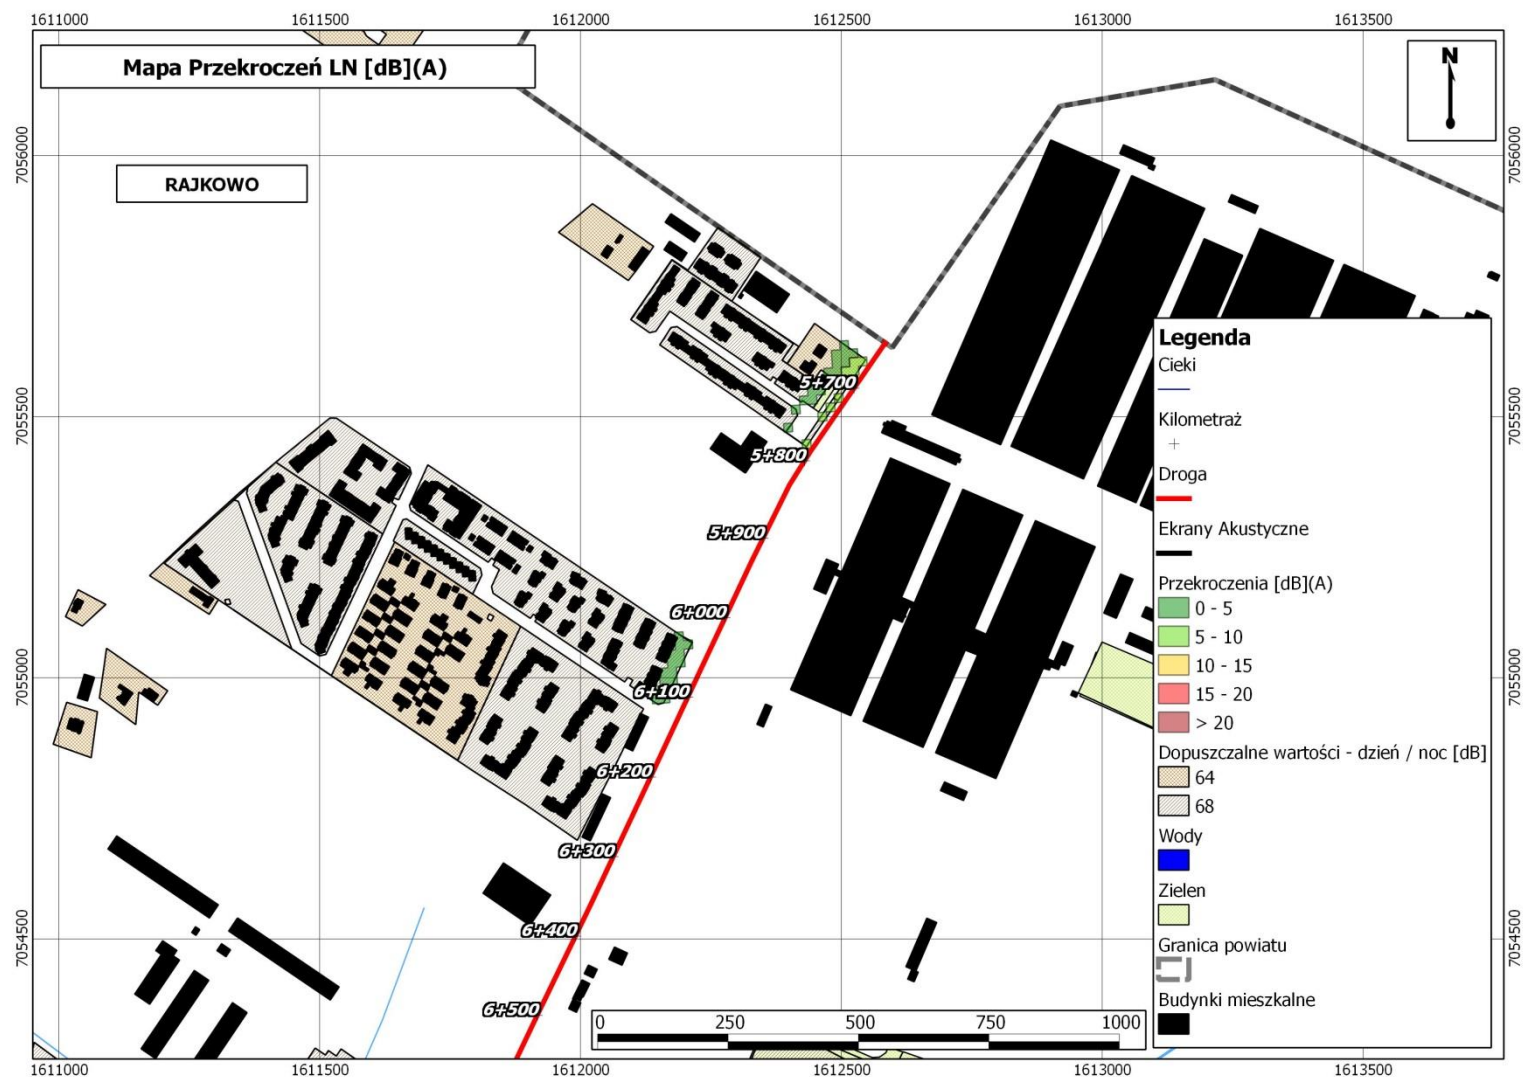 1611000 1611500 1612000 1612500 1613000 1613500
Mapa Przekroczeń LN [dB](A)
N
7056000
7056000
RAJKOWO
5+700
7055500
7055500
5+800
5+900
6+000
7055000
7055000
6+100
6+200
6+300
6+400
7054500
7054500
6+500
Legenda
Cieki
Kilometraż
Droga
Ekrany Akustyczne
Przekroczenia [dB](A)
0 - 5
5 - 10
10 - 15
15 - 20
> 20
Dopuszczalne wartości - dzień / noc [dB]
64
68
Wody
Zielen
Granica powiatu
Budynki mieszkalne
0 250 500 750 1000
1611000 1611500 1612000 1612500 1613000 1613500